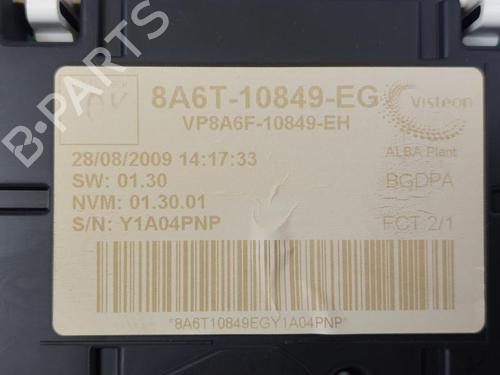 8A6T-10849-EG
VP8A6F-10849-EH
Visteon
ALBA Plant
28/08/2009 14:17:33
SW: 01.30
BGDPA
NVM: 01.30.01
S/N: Y1A04PNP
FCT 2/1
*8A6T10849EGY1A04PNP*